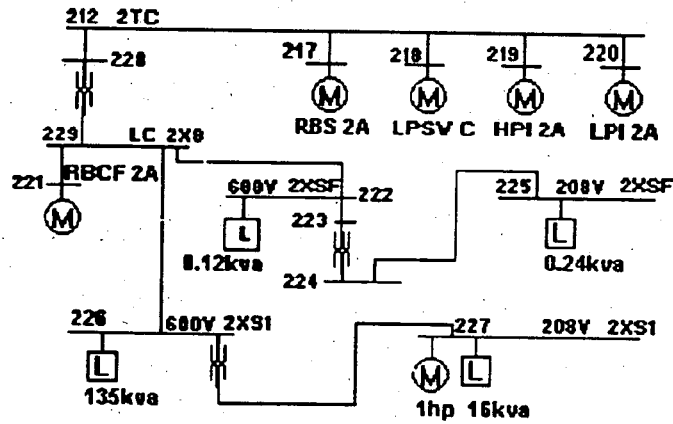 212 2TC
228
217
218
219
220
M
M
M
M
RBS 2A
LPSW C
HPI 2A
LPI 2A
229
LC 2X8
RBCF 2A
221
M
600V 2XSF
222
223
L
0.12kva
224
225 208V 2XSF
L
0.24kva
226
600V 2XS1
L
135kva
227
208V 2XS1
M
L
1hp 16kva